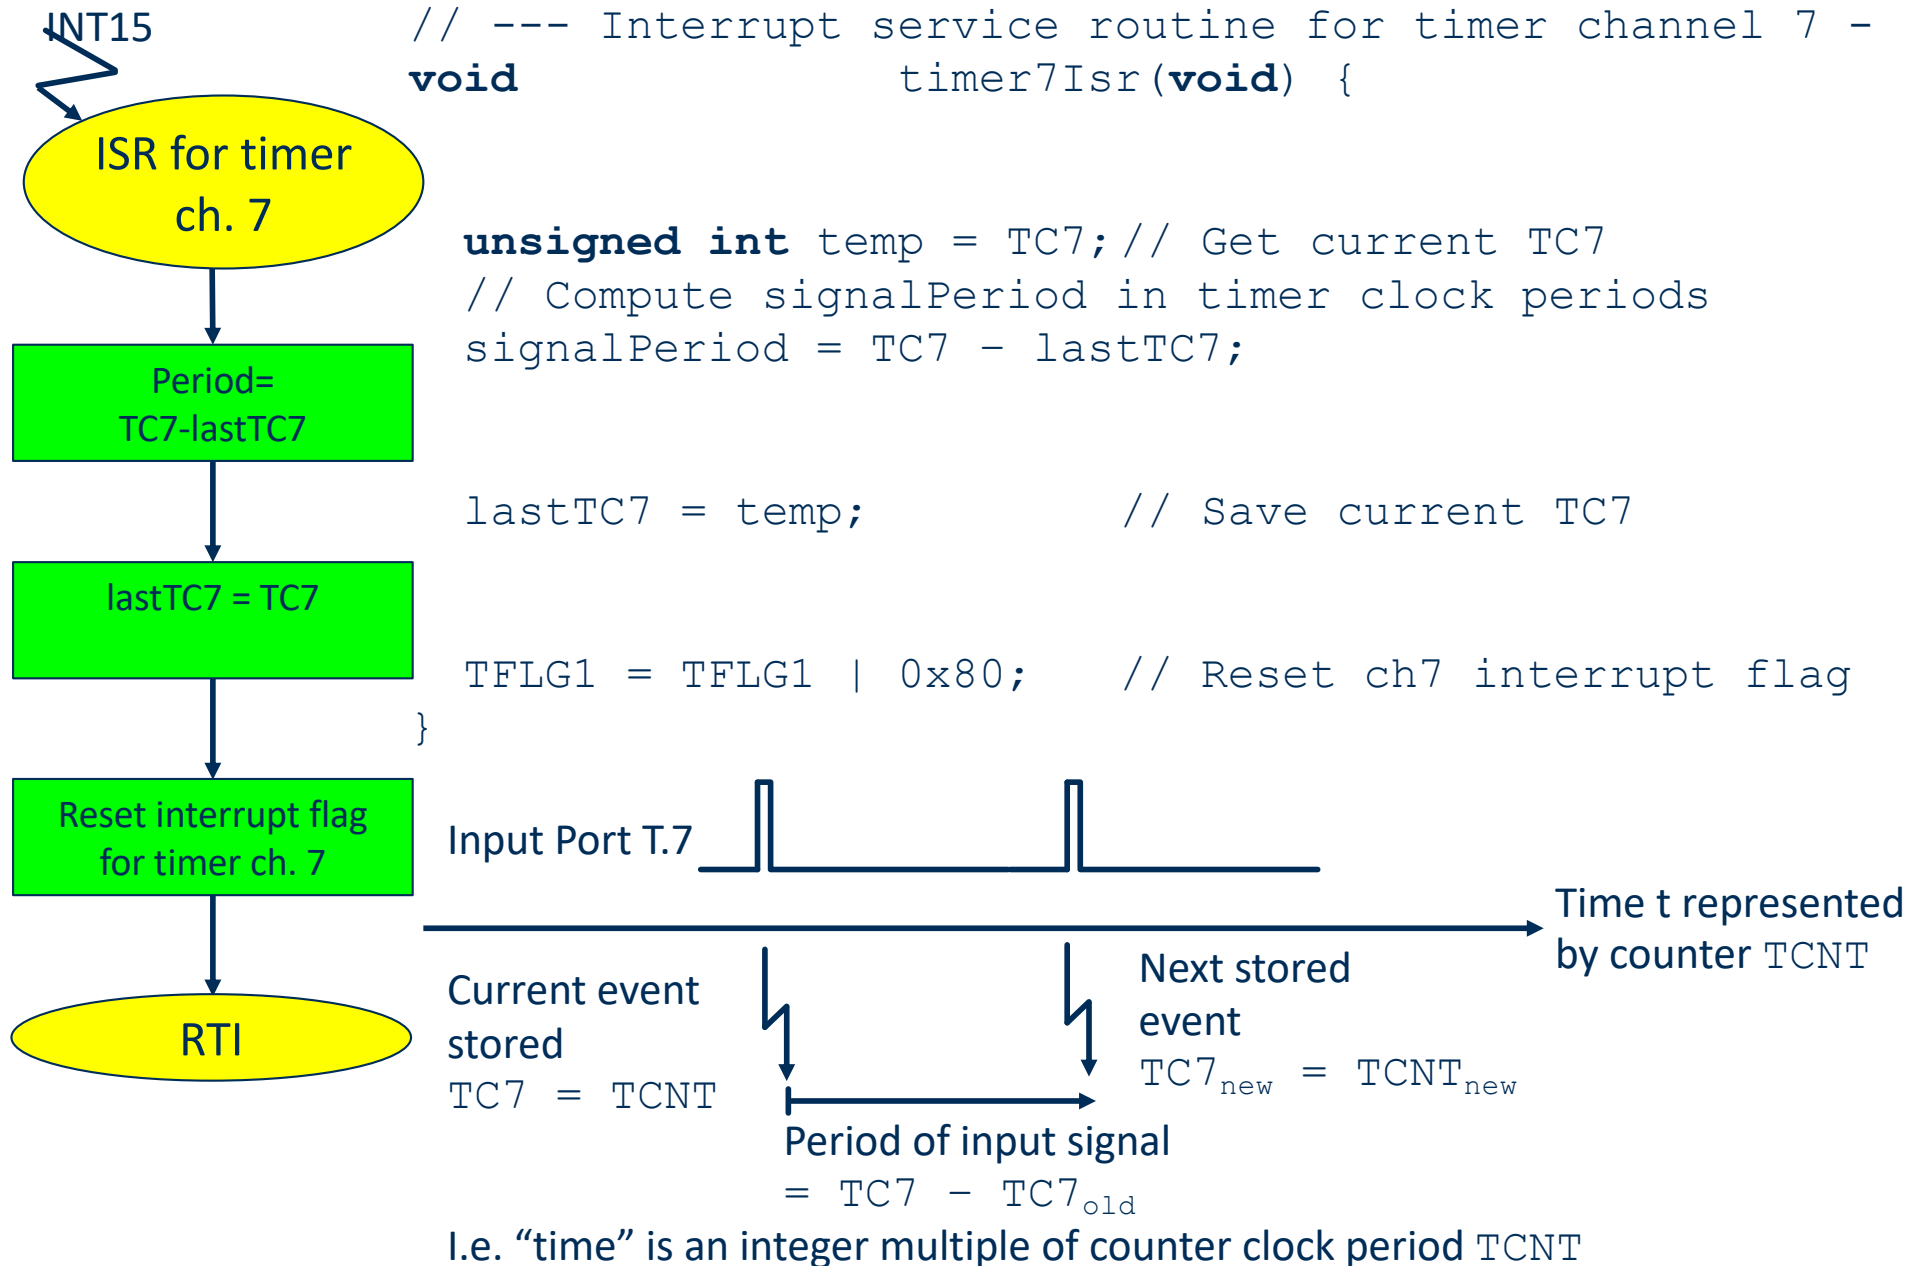 INT15
ISR for timer
ch. 7
Period=
TC7-lastTC7
lastTC7 = TC7
Reset interrupt flag
for timer ch. 7
RTI
// --- Interrupt service routine for timer channel 7 -
void timer7Isr(void) {
unsigned int temp = TC7; // Get current TC7
// Compute signalPeriod in timer clock periods
signalPeriod = TC7 – lastTC7;
lastTC7 = temp; // Save current TC7
TFLG1 = TFLG1 | 0x80; // Reset ch7 interrupt flag
}
Input Port T.7
Time t represented
by counter TCNT
Current event
stored
TC7 = TCNT
Next stored
event
TC7new = TCNTnew
Period of input signal
= TC7 – TC7old
I.e. “time” is an integer multiple of counter clock period TCNT